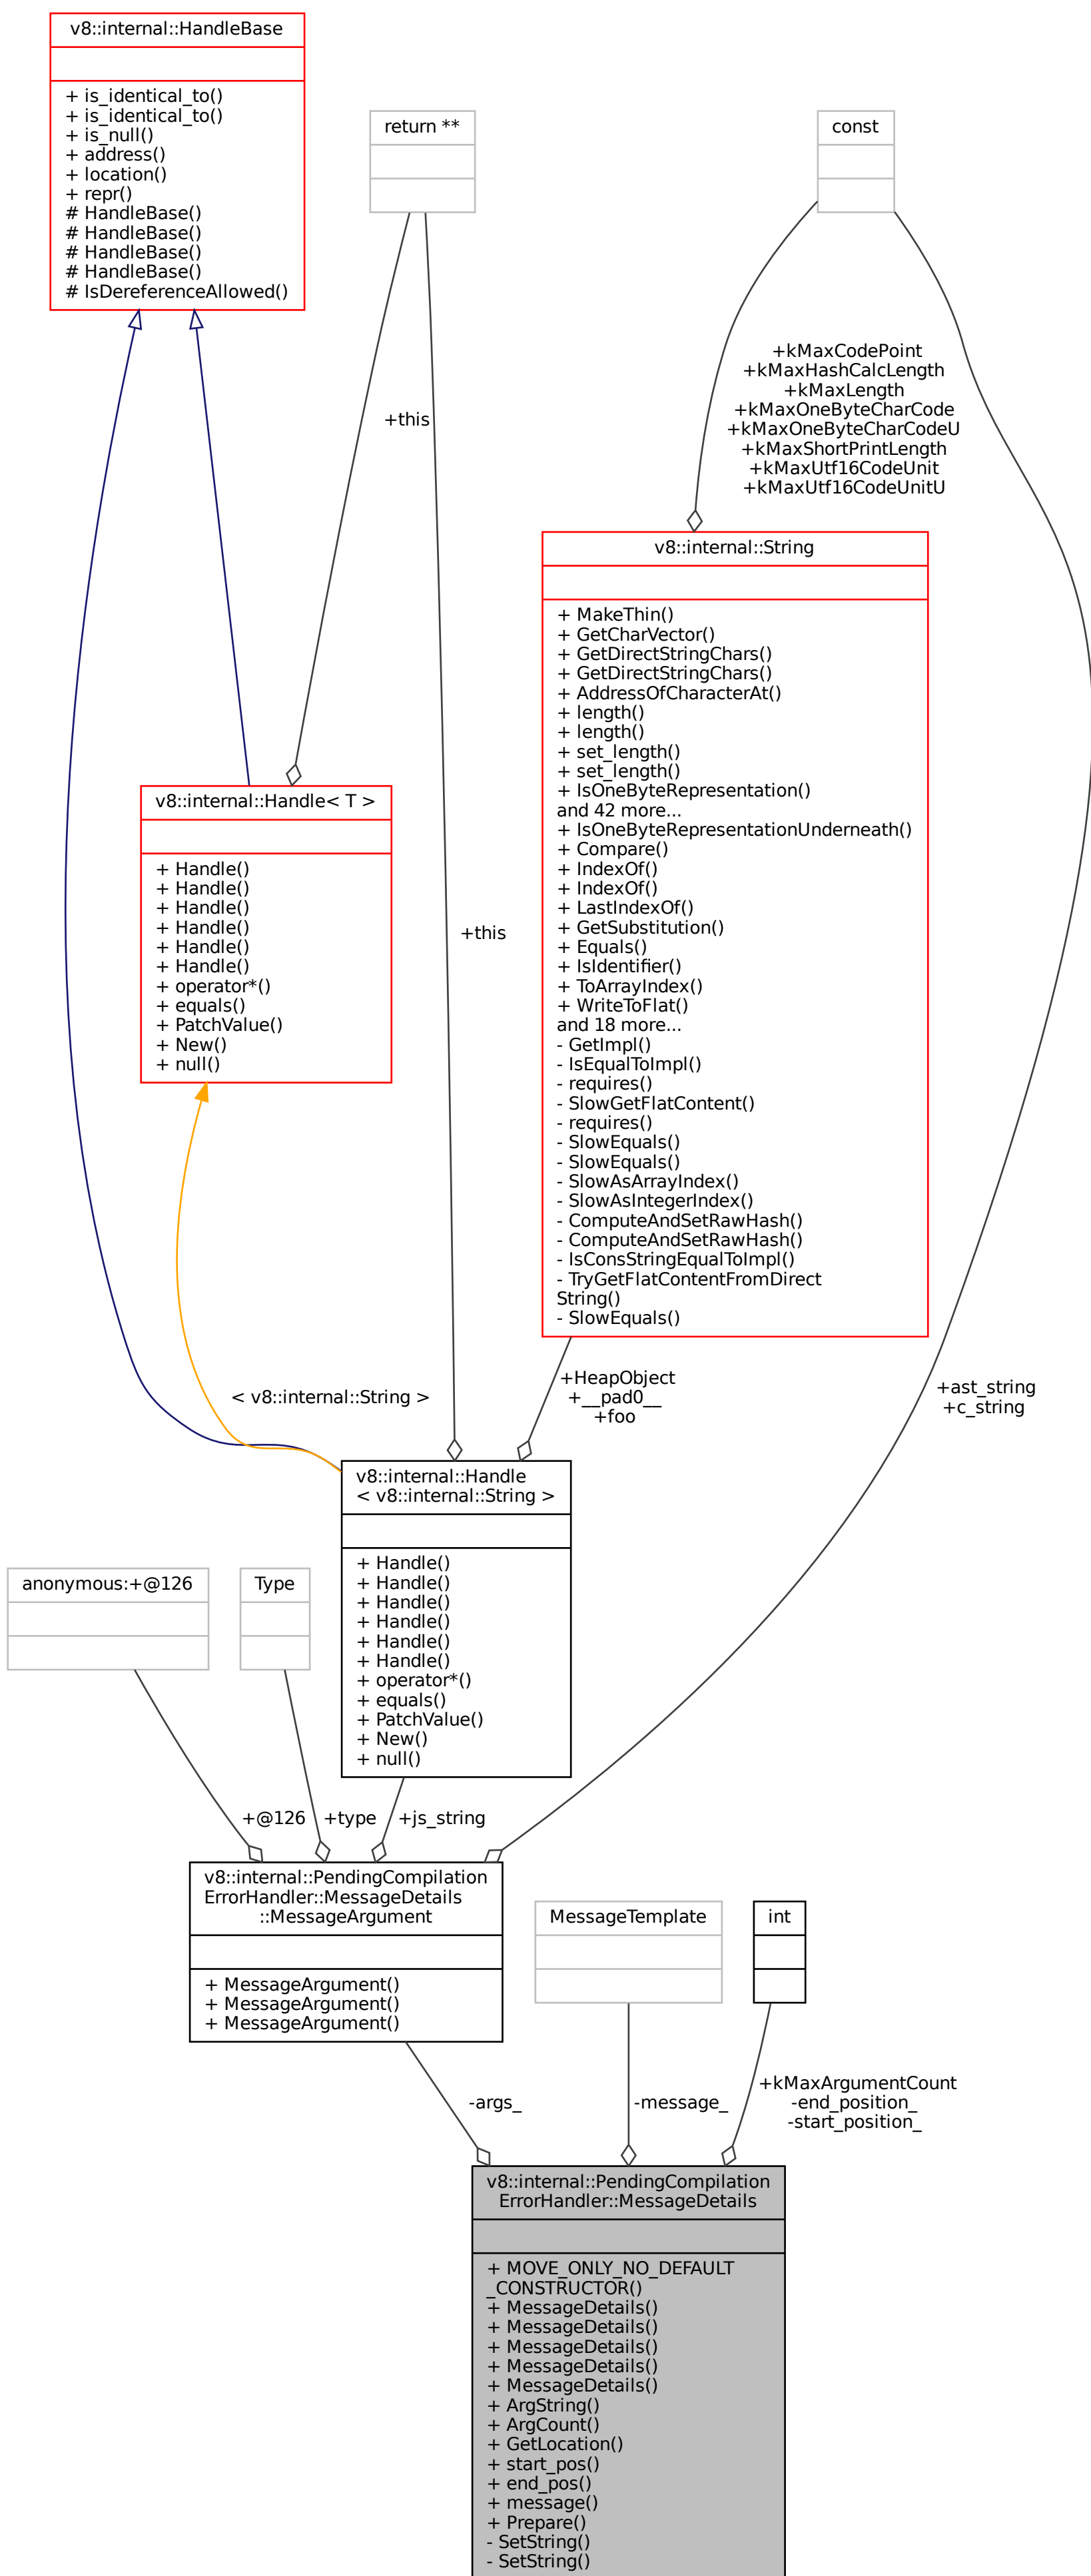 v8::internal::HandleBase
+ is_identical_to()
+ is_identical_to()
+ is_null()
+ address()
+ location()
+ repr()
# HandleBase()
# HandleBase()
# HandleBase()
# HandleBase()
# IsDereferenceAllowed()
return **
const
+this
+kMaxCodePoint
+kMaxHashCalcLength
+kMaxLength
+kMaxOneByteCharCode
+kMaxOneByteCharCodeU
+kMaxShortPrintLength
+kMaxUtf16CodeUnit
+kMaxUtf16CodeUnitU
v8::internal::String
+ MakeThin()
+ GetCharVector()
+ GetDirectStringChars()
+ GetDirectStringChars()
+ AddressOfCharacterAt()
+ length()
+ length()
+ set_length()
+ set_length()
+ IsOneByteRepresentation()
and 42 more...
+ IsOneByteRepresentationUnderneath()
+ Compare()
+ IndexOf()
+ IndexOf()
+ LastIndexOf()
+ GetSubstitution()
+ Equals()
+ IsIdentifier()
+ ToArrayIndex()
+ WriteToFlat()
and 18 more...
- GetImpl()
- IsEqualToImpl()
- requires()
- SlowGetFlatContent()
- requires()
- SlowEquals()
- SlowEquals()
- SlowAsArrayIndex()
- SlowAsIntegerIndex()
- ComputeAndSetRawHash()
- ComputeAndSetRawHash()
- IsConsStringEqualToImpl()
- TryGetFlatContentFromDirect
String()
- SlowEquals()
v8::internal::Handle< T >
+ Handle()
+ Handle()
+ Handle()
+ Handle()
+ Handle()
+ Handle()
+ operator*()
+ equals()
+ PatchValue()
+ New()
+ null()
+this
< v8::internal::String >
+HeapObject
+__pad0__
+foo
+ast_string
+c_string
v8::internal::Handle
< v8::internal::String >
+ Handle()
+ Handle()
+ Handle()
+ Handle()
+ Handle()
+ Handle()
+ operator*()
+ equals()
+ PatchValue()
+ New()
+ null()
anonymous:+@126
Type
+@126
+type
+js_string
v8::internal::PendingCompilation
ErrorHandler::MessageDetails
::MessageArgument
+ MessageArgument()
+ MessageArgument()
+ MessageArgument()
MessageTemplate
int
-args_
-message_
+kMaxArgumentCount
-end_position_
-start_position_
v8::internal::PendingCompilation
ErrorHandler::MessageDetails
+ MOVE_ONLY_NO_DEFAULT
_CONSTRUCTOR()
+ MessageDetails()
+ MessageDetails()
+ MessageDetails()
+ MessageDetails()
+ MessageDetails()
+ ArgString()
+ ArgCount()
+ GetLocation()
+ start_pos()
+ end_pos()
+ message()
+ Prepare()
- SetString()
- SetString()